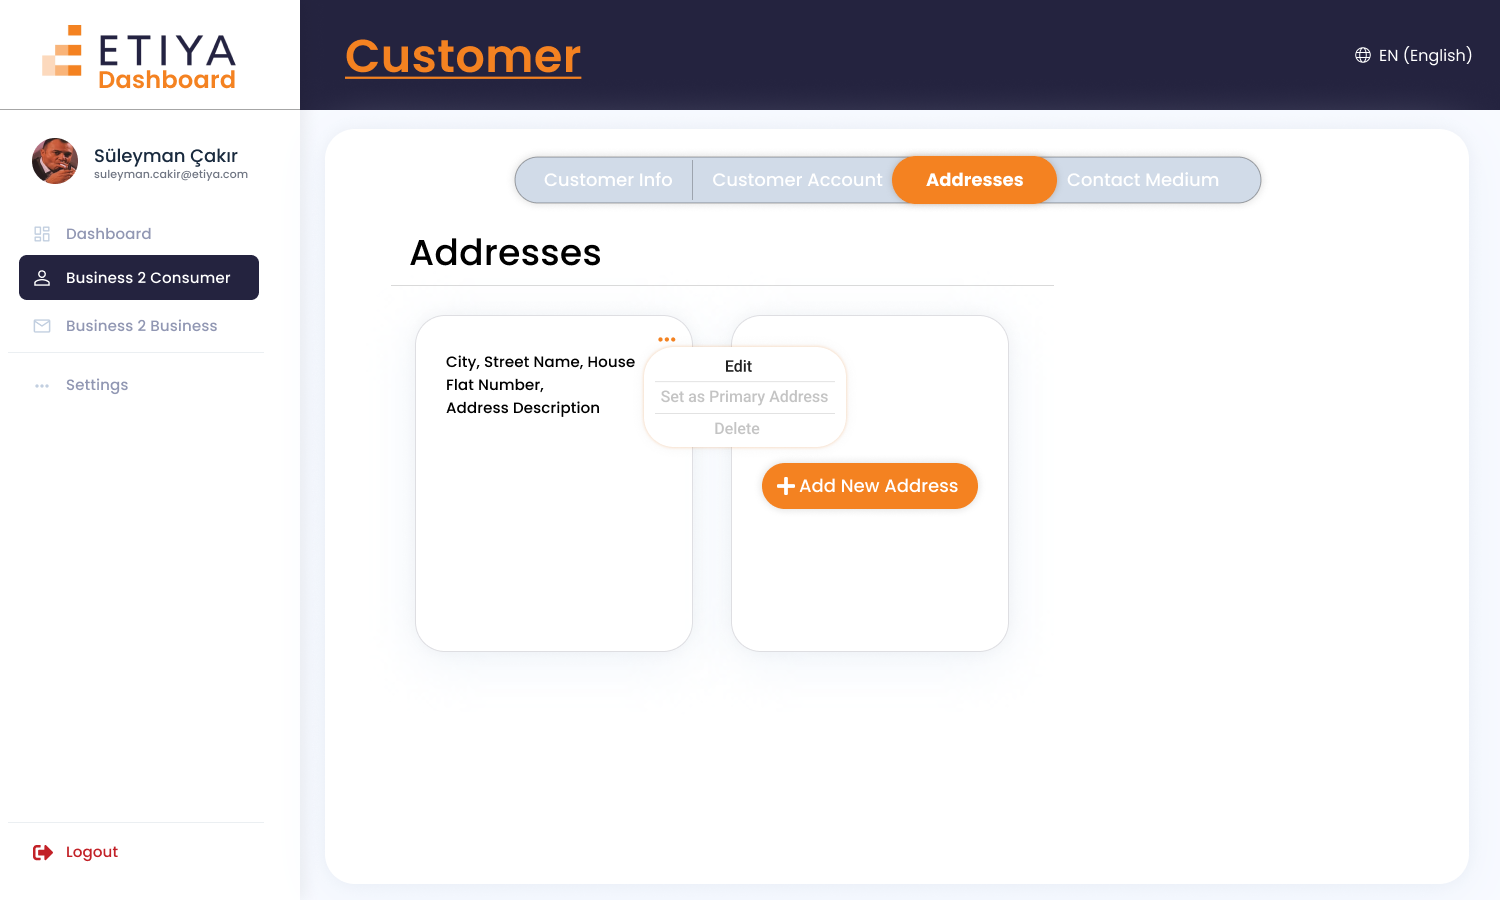 ETIYA
Dashboard
Customer
EN (English)
Süleyman Çakır
suleyman.cakir@etiya.com
Dashboard
Business 2 Consumer
Business 2 Business
Settings
Logout
Customer Info
Customer Account
Addresses
Contact Medium
Addresses
City, Street Name, House
Flat Number,
Address Description
Edit
Set as Primary Address
Delete
Add New Address